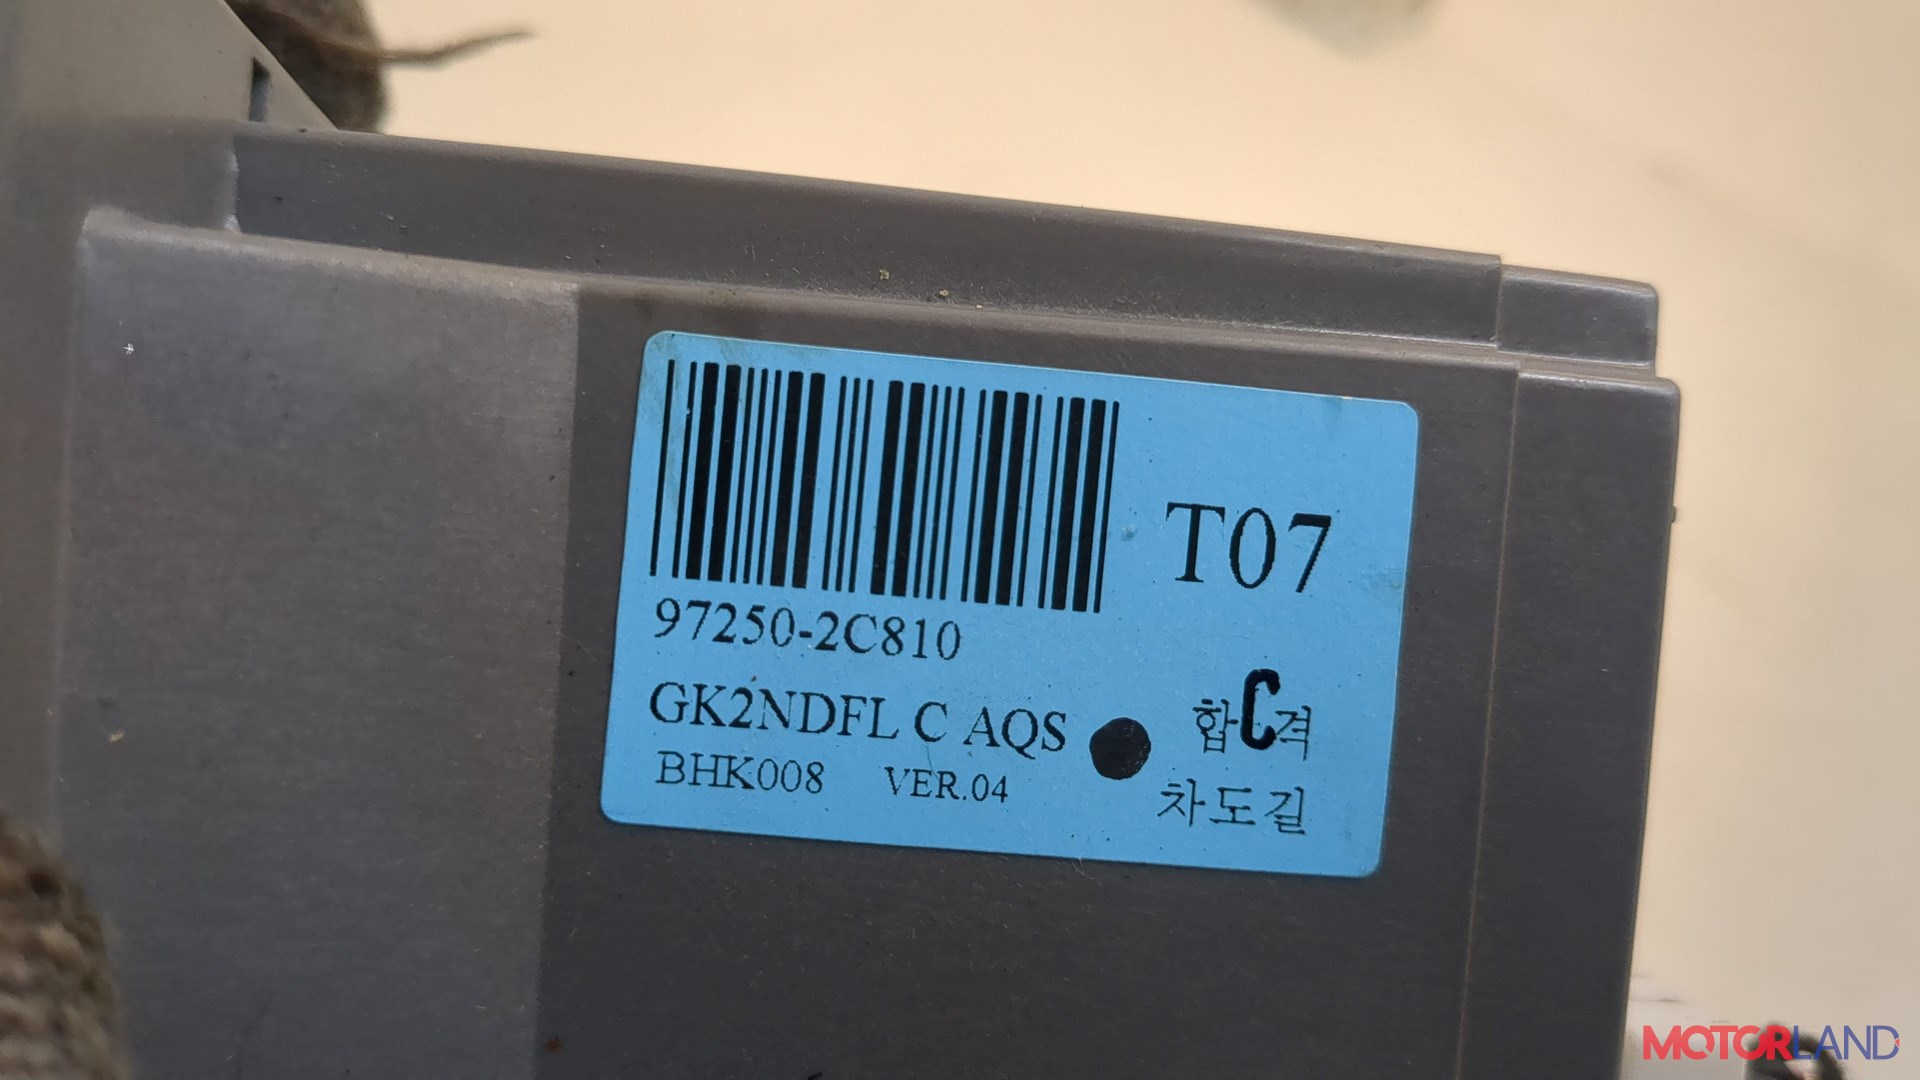 T07
97250-2C810
GK2NDFL C AQS
합C격
BHK008 VER.04
차도길
MOTORLAND